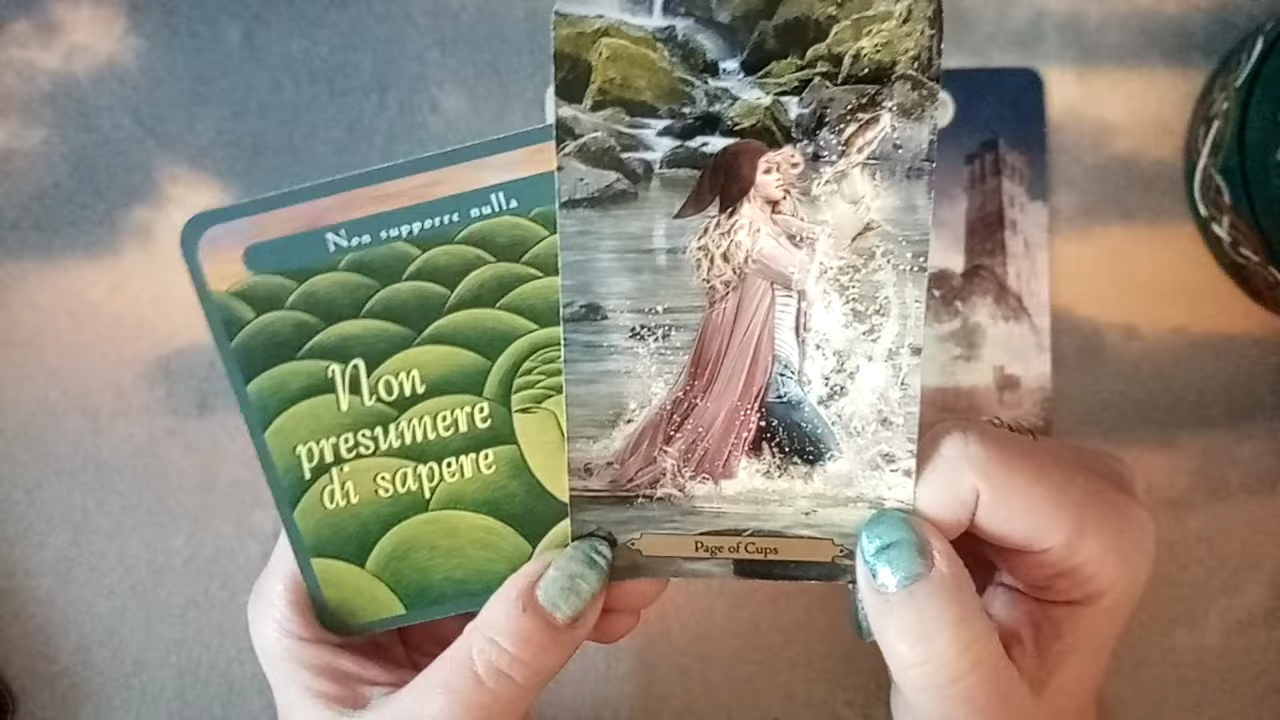 Non supporre nulla
Non
presumere
di sapere
Page of Cups